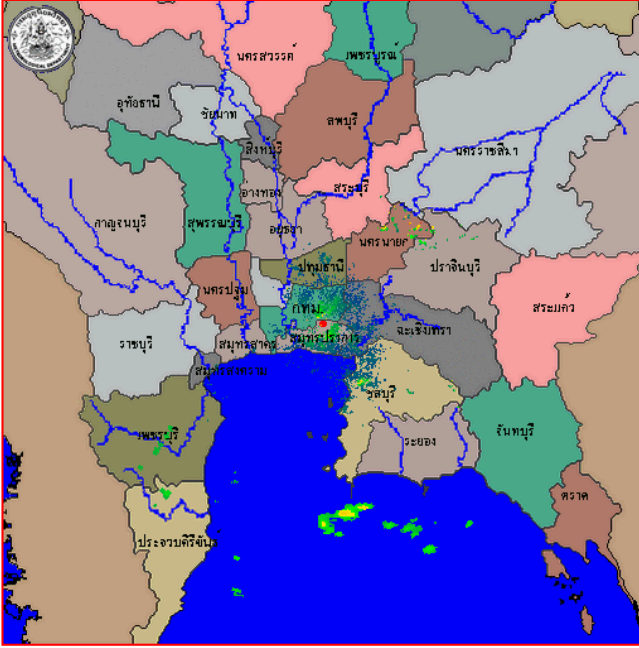 นครสวรรค์
เพชรบูรณ์
อุทัยธานี
ชัยนาท
ลพบุรี
สิงห์บุรี
นครราชสีมา
สระบุรี
อ่างทอง
กาญจนบุรี
สุพรรณบุรี
อยุธยา
นครนายก
ปทุมธานี
ปราจีนบุรี
นครปฐม
กทม.
สระแก้ว
ฉะเชิงเทรา
ราชบุรี
สมุทรสาคร
สมุทรปราการ
สมุทรสงคราม
ชลบุรี
เพชรบุรี
ระยอง
จันทบุรี
ตราด
ประจวบคีรีขันธ์